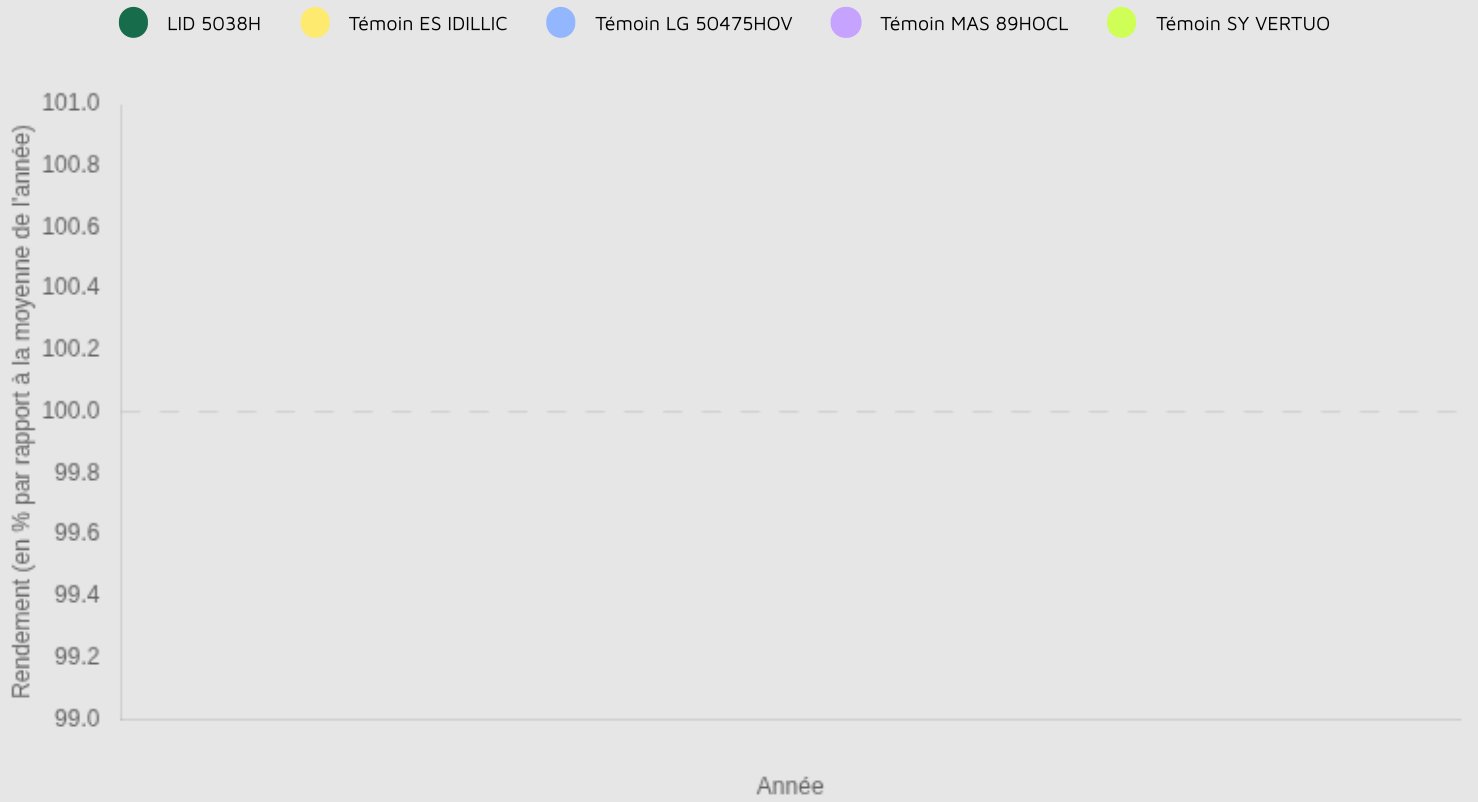 LID 5038H
Témoin ES IDILLIC
Témoin LG 50475HOV
Témoin MAS 89HOCL
Témoin SY VERTUO
Rendement (en % par rapport à la moyenne de l'année)
101.0
100.8
100.6
100.4
100.2
100.0
99.8
99.6
99.4
99.2
99.0
Année